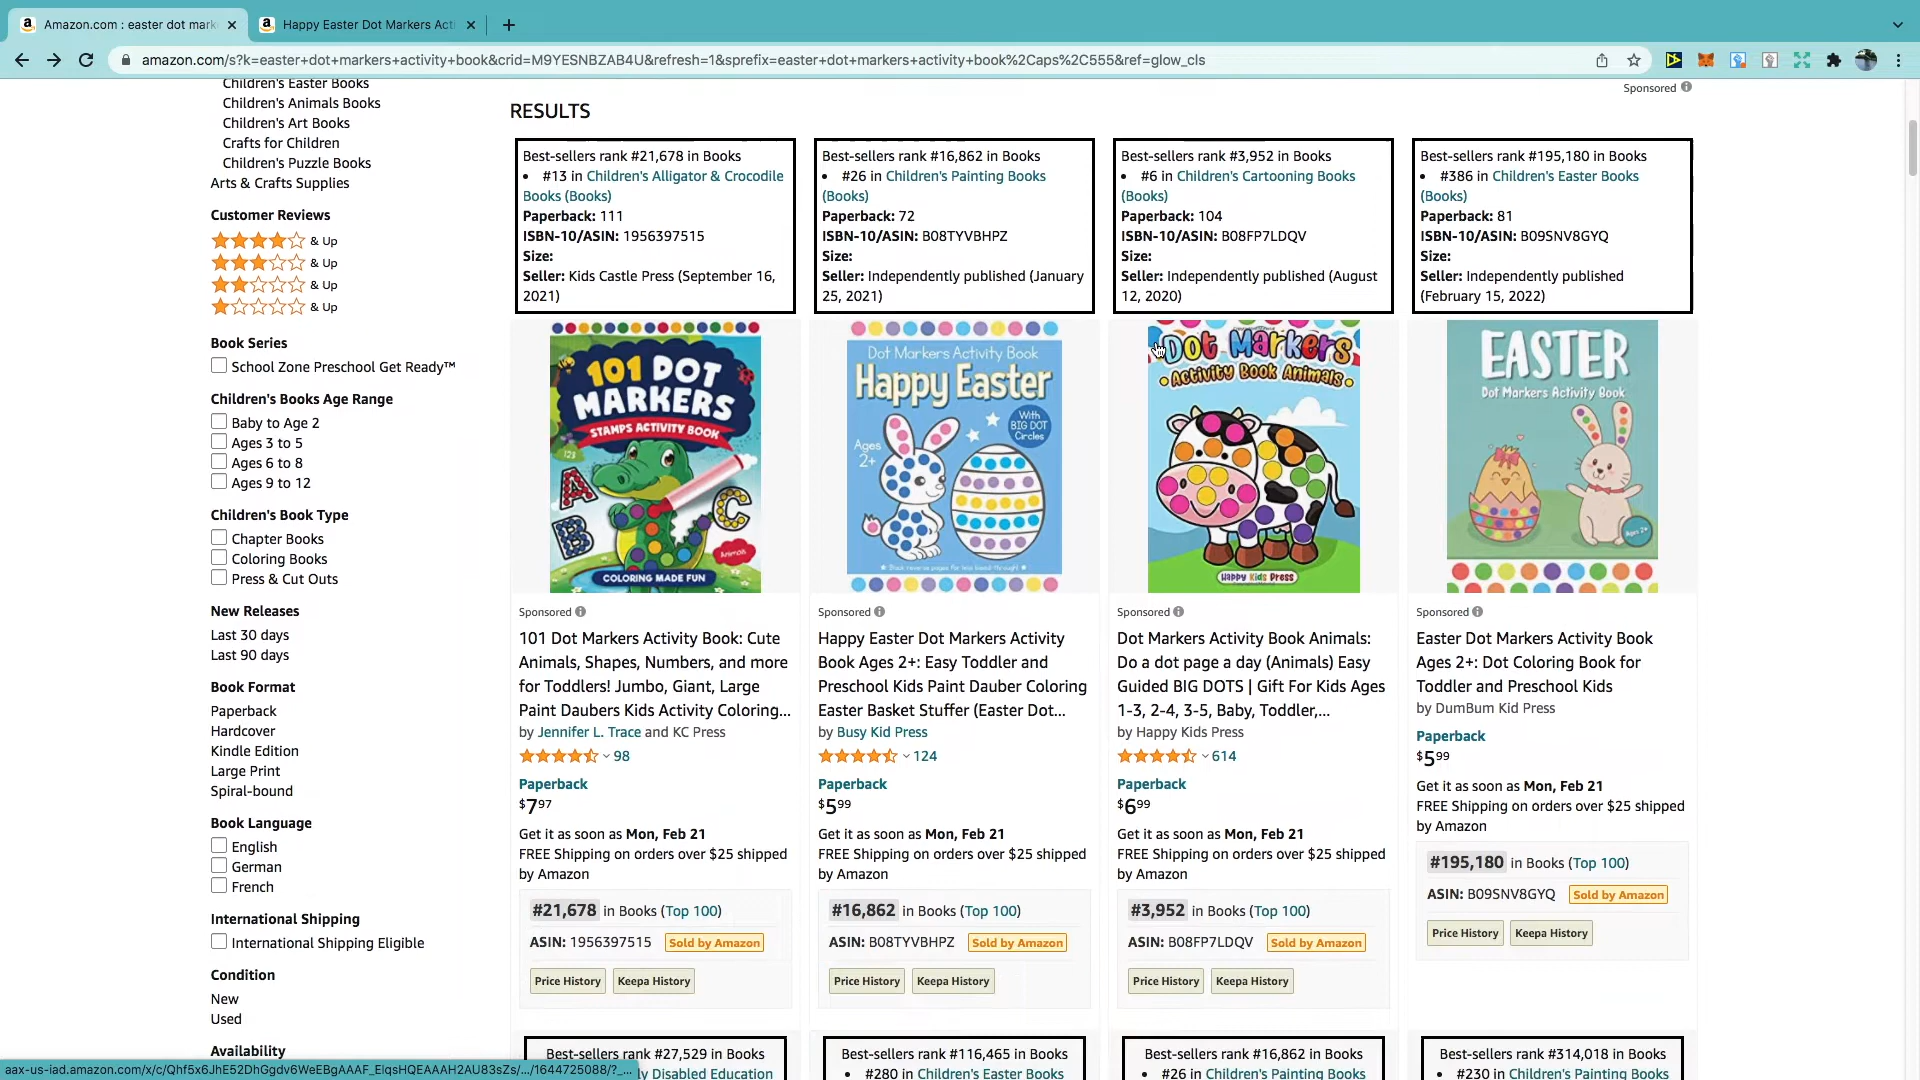 Amazon.com : easter dot mark
Happy Easter Dot Markers Acti
amazon.com/s?k=easter+dot+markers+activity+book&crid=M9YESNBZAB4U&refresh=1&sprefix=easter+dot+markers+activity+book%2Caps%2C555&ref=glow_cls
Children's Easter Books
Children's Animals Books
Children's Art Books
Crafts for Children
Children's Puzzle Books
Arts & Crafts Supplies
Customer Reviews
& Up
& Up
& Up
& Up
Book Series
School Zone Preschool Get Ready™
Children's Books Age Range
Baby to Age 2
Ages 3 to 5
Ages 6 to 8
Ages 9 to 12
Children's Book Type
Chapter Books
Coloring Books
Press & Cut Outs
New Releases
Last 30 days
Last 90 days
Book Format
Paperback
Hardcover
Kindle Edition
Large Print
Spiral-bound
Book Language
English
German
French
International Shipping
International Shipping Eligible
Condition
New
Used
Availability
Sponsored
RESULTS
Best-sellers rank #21,678 in Books
• #13 in Children's Alligator & Crocodile
Books (Books)
Paperback: 111
ISBN-10/ASIN: 1956397515
Size:
Seller: Kids Castle Press (September 16,
2021)
101 DOT
MARKERS
STAMPS ACTIVITY BOOK
123
A
B
C
Animals
COLORING MADE FUN
Sponsored
101 Dot Markers Activity Book: Cute
Animals, Shapes, Numbers, and more
for Toddlers! Jumbo, Giant, Large
Paint Daubers Kids Activity Coloring...
by Jennifer L. Trace and KC Press
98
Paperback
$797
Get it as soon as Mon, Feb 21
FREE Shipping on orders over $25 shipped
by Amazon
#21,678 in Books (Top 100)
ASIN: 1956397515 Sold by Amazon
Price History Keepa History
Best-sellers rank #16,862 in Books
• #26 in Children's Painting Books
(Books)
Paperback: 72
ISBN-10/ASIN: B08TYVBHPZ
Size:
Seller: Independently published (January
25, 2021)
Dot Markers Activity Book
Happy Easter
With
BIG DOT
Circles
Ages
2+
Sponsored
Happy Easter Dot Markers Activity
Book Ages 2+: Easy Toddler and
Preschool Kids Paint Dauber Coloring
Easter Basket Stuffer (Easter Dot...
by Busy Kid Press
124
Paperback
$599
Get it as soon as Mon, Feb 21
FREE Shipping on orders over $25 shipped
by Amazon
#16,862 in Books (Top 100)
ASIN: B08TYVBHPZ Sold by Amazon
Price History Keepa History
Best-sellers rank #3,952 in Books
• #6 in Children's Cartooning Books
(Books)
Paperback: 104
ISBN-10/ASIN: B08FP7LDQV
Size:
Seller: Independently published (August
12, 2020)
Dot Markers
Activity Book Animals
Happy Kids Press
Sponsored
Dot Markers Activity Book Animals:
Do a dot page a day (Animals) Easy
Guided BIG DOTS | Gift For Kids Ages
1-3, 2-4, 3-5, Baby, Toddler,...
by Happy Kids Press
614
Paperback
$699
Get it as soon as Mon, Feb 21
FREE Shipping on orders over $25 shipped
by Amazon
#3,952 in Books (Top 100)
ASIN: B08FP7LDQV Sold by Amazon
Price History Keepa History
Best-sellers rank #195,180 in Books
• #386 in Children's Easter Books
(Books)
Paperback: 81
ISBN-10/ASIN: B09SNV8GYQ
Size:
Seller: Independently published
(February 15, 2022)
EASTER
Dot Markers Activity Book
Ages 2+
Sponsored
Easter Dot Markers Activity Book
Ages 2+: Dot Coloring Book for
Toddler and Preschool Kids
by DumBum Kid Press
Paperback
$599
Get it as soon as Mon, Feb 21
FREE Shipping on orders over $25 shipped
by Amazon
#195,180 in Books (Top 100)
ASIN: B09SNV8GYQ Sold by Amazon
Price History Keepa History
Best-sellers rank #27,529 in Books
ly Disabled Education
Best-sellers rank #116,465 in Books
• #280 in Children's Easter Books
Best-sellers rank #16,862 in Books
• #26 in Children's Painting Books
Best-sellers rank #314,018 in Books
• #230 in Children's Painting Books